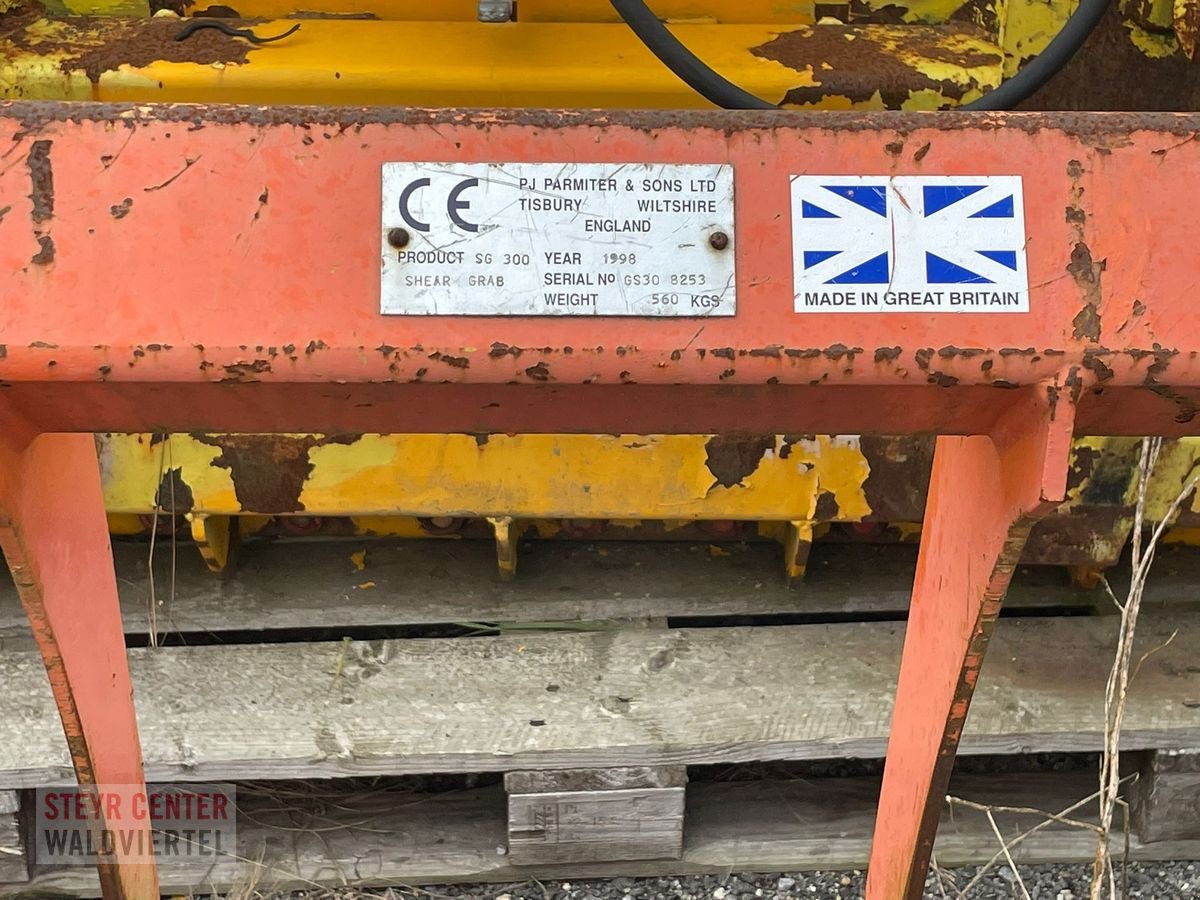 CE PJ PARMITER & SONS LTD
TISBURY WILTSHIRE
ENGLAND
PRODUCT SG 300 YEAR 1998
SHEAR GRAB SERIAL Nº GS30 8253
WEIGHT 560 KGS
MADE IN GREAT BRITAIN
STEYR CENTER
WALDVIERTEL